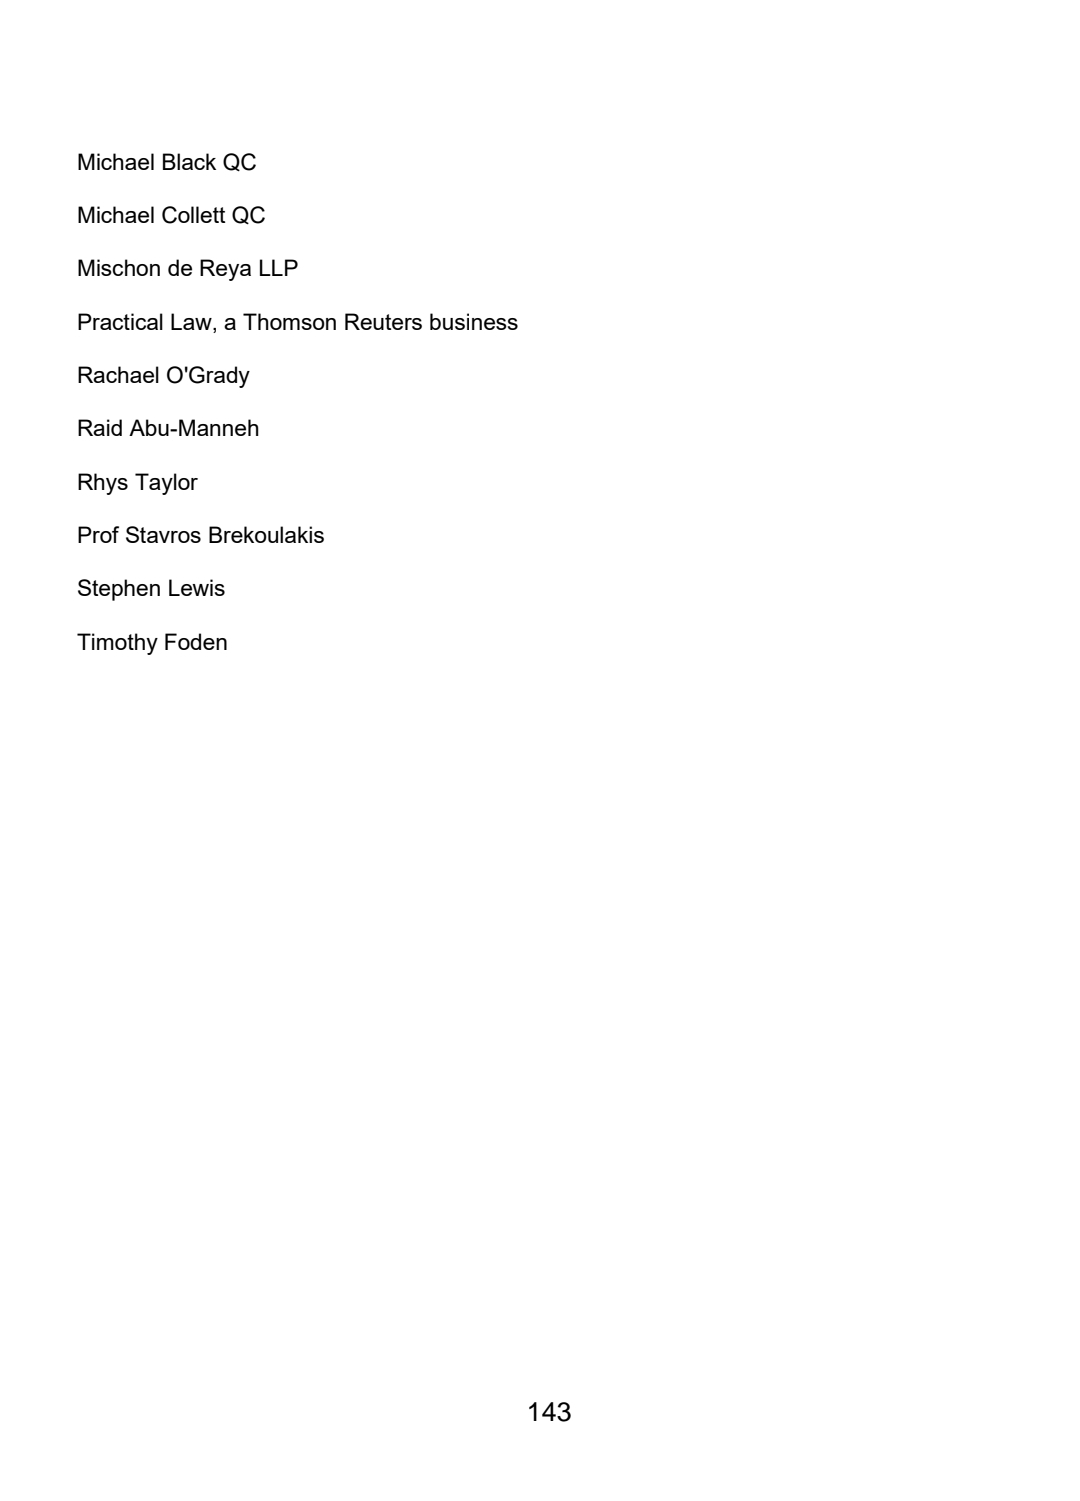 Michael Black QC
Michael Collett QC
Mischon de Reya LLP
Practical Law, a Thomson Reuters business
Rachael O'Grady
Raid Abu-Manneh
Rhys Taylor
Prof Stavros Brekoulakis
Stephen Lewis
Timothy Foden
143